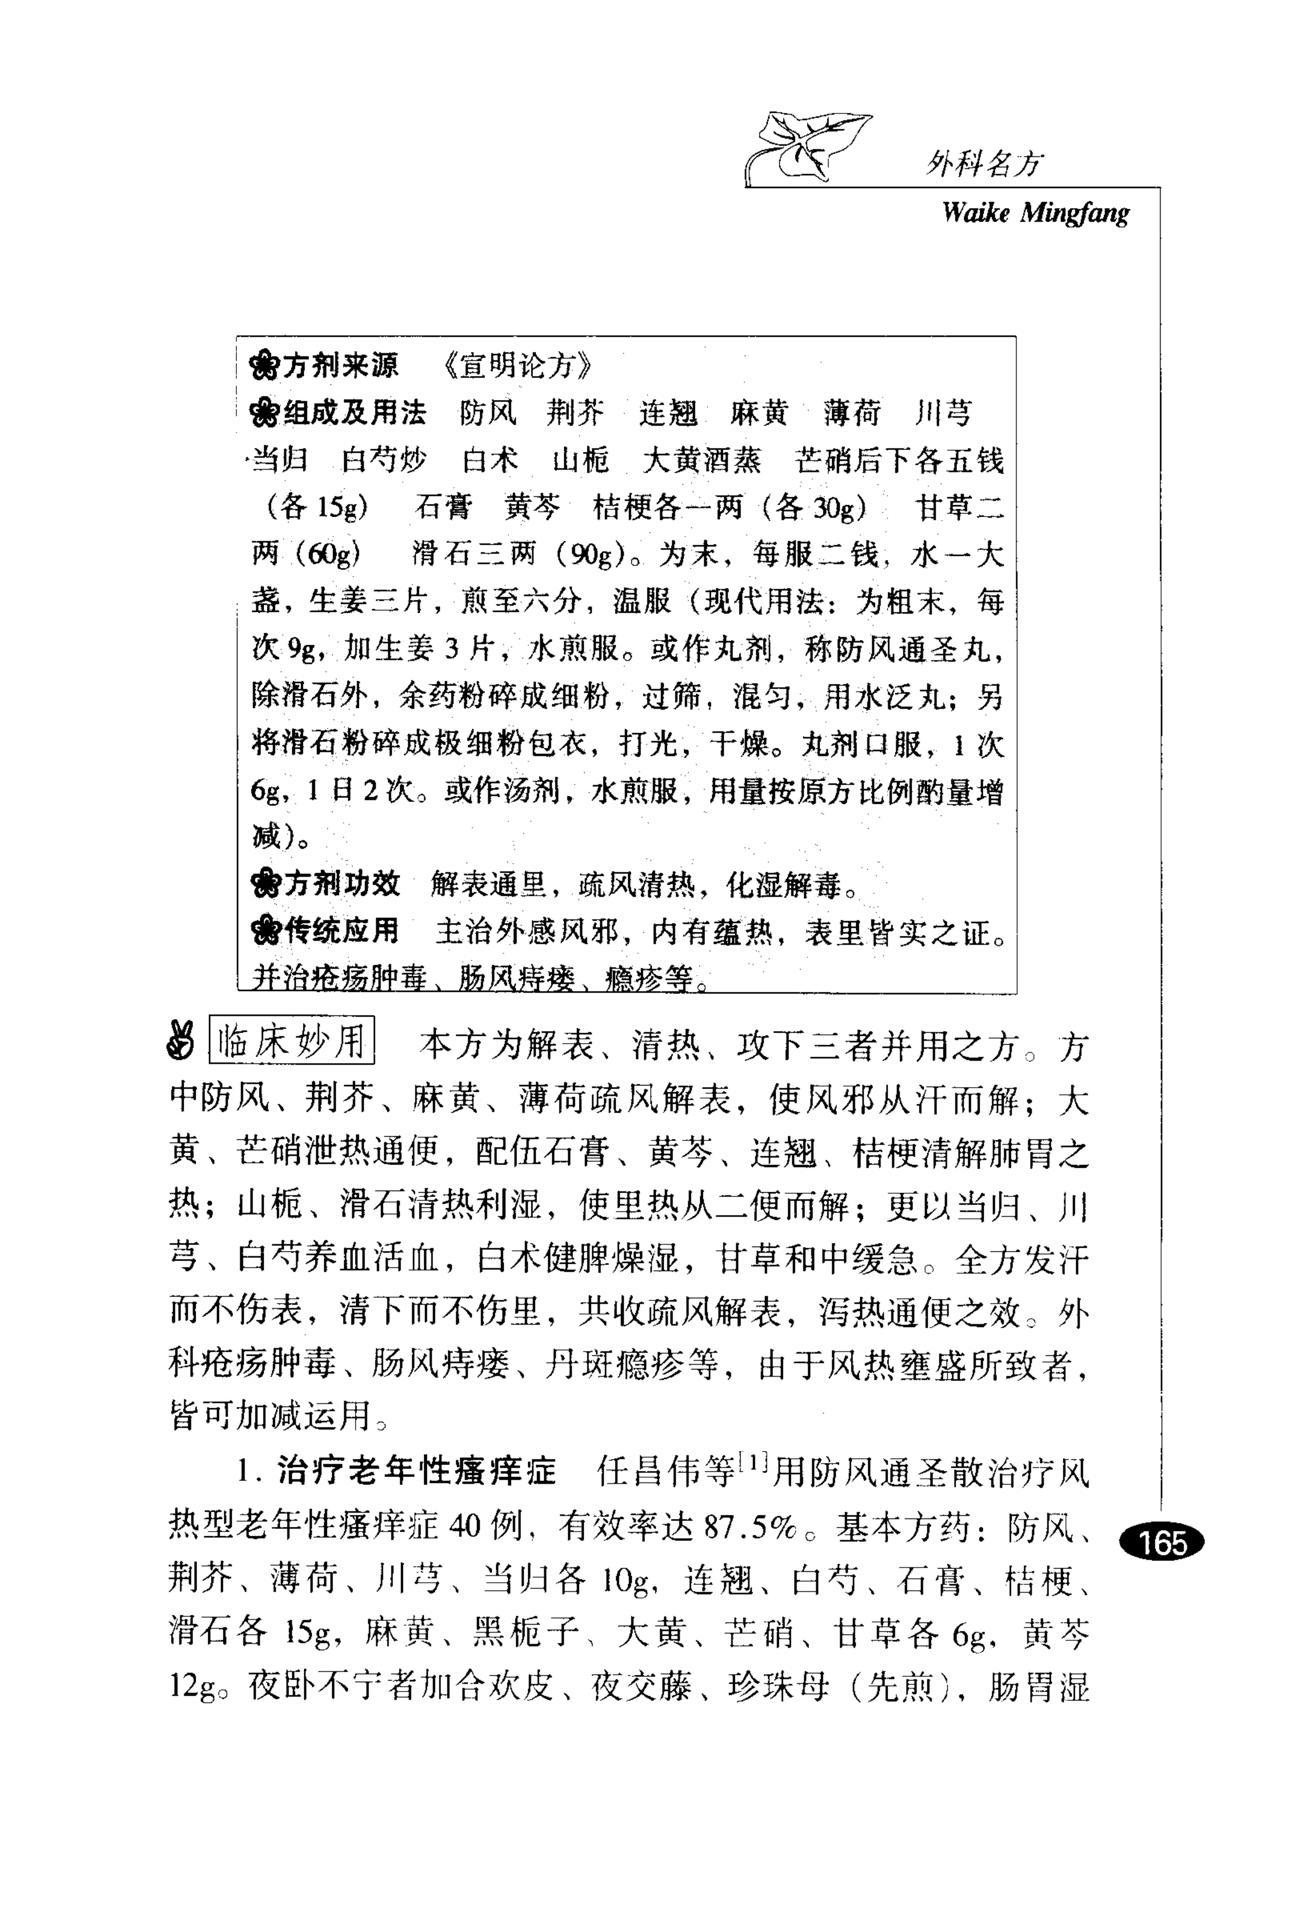 外科名方
Waike Mingfang
方剂来源 《宣明论方》
组成及用法 防风 荆芥 连翘 麻黄 薄荷 川芎
当归 白芍炒 白术 山栀 大黄酒蒸 芒硝后下各五钱
(各 15g) 石膏 黄芩 桔梗各一两 (各 30g) 甘草二
两 (60g) 滑石三两 (90g)。为末，每服二钱，水一大
盏，生姜三片，煎至六分，温服（现代用法：为粗末，每
次 9g，加生姜 3 片，水煎服。或作丸剂，称防风通圣丸，
除滑石外，余药粉碎成细粉，过筛，混匀，用水泛丸；另
将滑石粉碎成极细粉包衣，打光，干燥。丸剂口服，1 次
6g，1 日 2 次。或作汤剂，水煎服，用量按原方比例酌量增
减）。
方剂功效 解表通里，疏风清热，化湿解毒。
传统应用 主治外感风邪，内有蕴热，表里皆实之证。
并治疮疡肿毒、肠风痔瘘、瘾疹等。
临床妙用 本方为解表、清热、攻下三者并用之方。方
中防风、荆芥、麻黄、薄荷疏风解表，使风邪从汗而解；大
黄、芒硝泄热通便，配伍石膏、黄芩、连翘、桔梗清解肺胃之
热；山栀、滑石清热利湿，使里热从二便而解；更以当归、川
芎、白芍养血活血，白术健脾燥湿，甘草和中缓急。全方发汗
而不伤表，清下而不伤里，共收疏风解表，泻热通便之效。外
科疮疡肿毒、肠风痔瘘、丹斑瘾疹等，由于风热壅盛所致者，
皆可加减运用。
1. 治疗老年性瘙痒症 任昌伟等[1]用防风通圣散治疗风
热型老年性瘙痒症 40 例，有效率达 87.5%。基本方药：防风、
荆芥、薄荷、川芎、当归各 10g，连翘、白芍、石膏、桔梗、
滑石各 15g，麻黄、黑栀子、大黄、芒硝、甘草各 6g，黄芩
12g。夜卧不宁者加合欢皮、夜交藤、珍珠母（先煎），肠胃湿
165